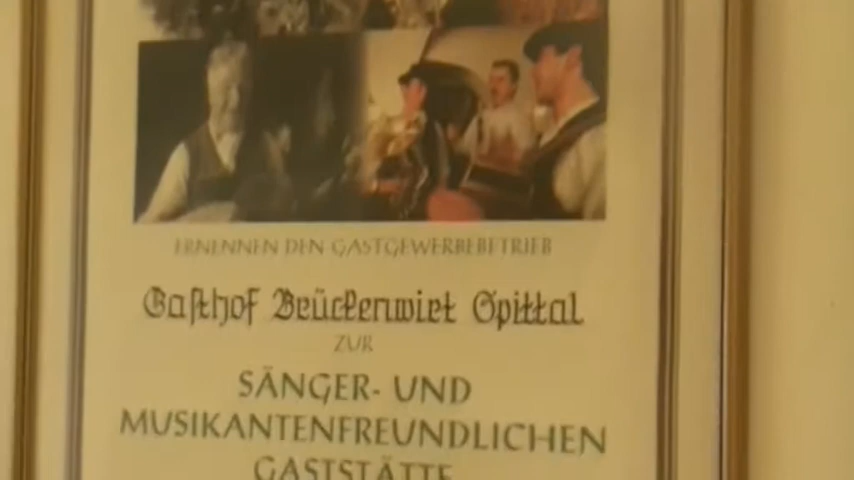 ERNENNEN DEN GASTGEWERBEBETRIEB
Gasthof Brückenwirt Spittal
ZUR
SÄNGER- UND
MUSIKANTENFREUNDLICHEN
GASTSTÄTTE